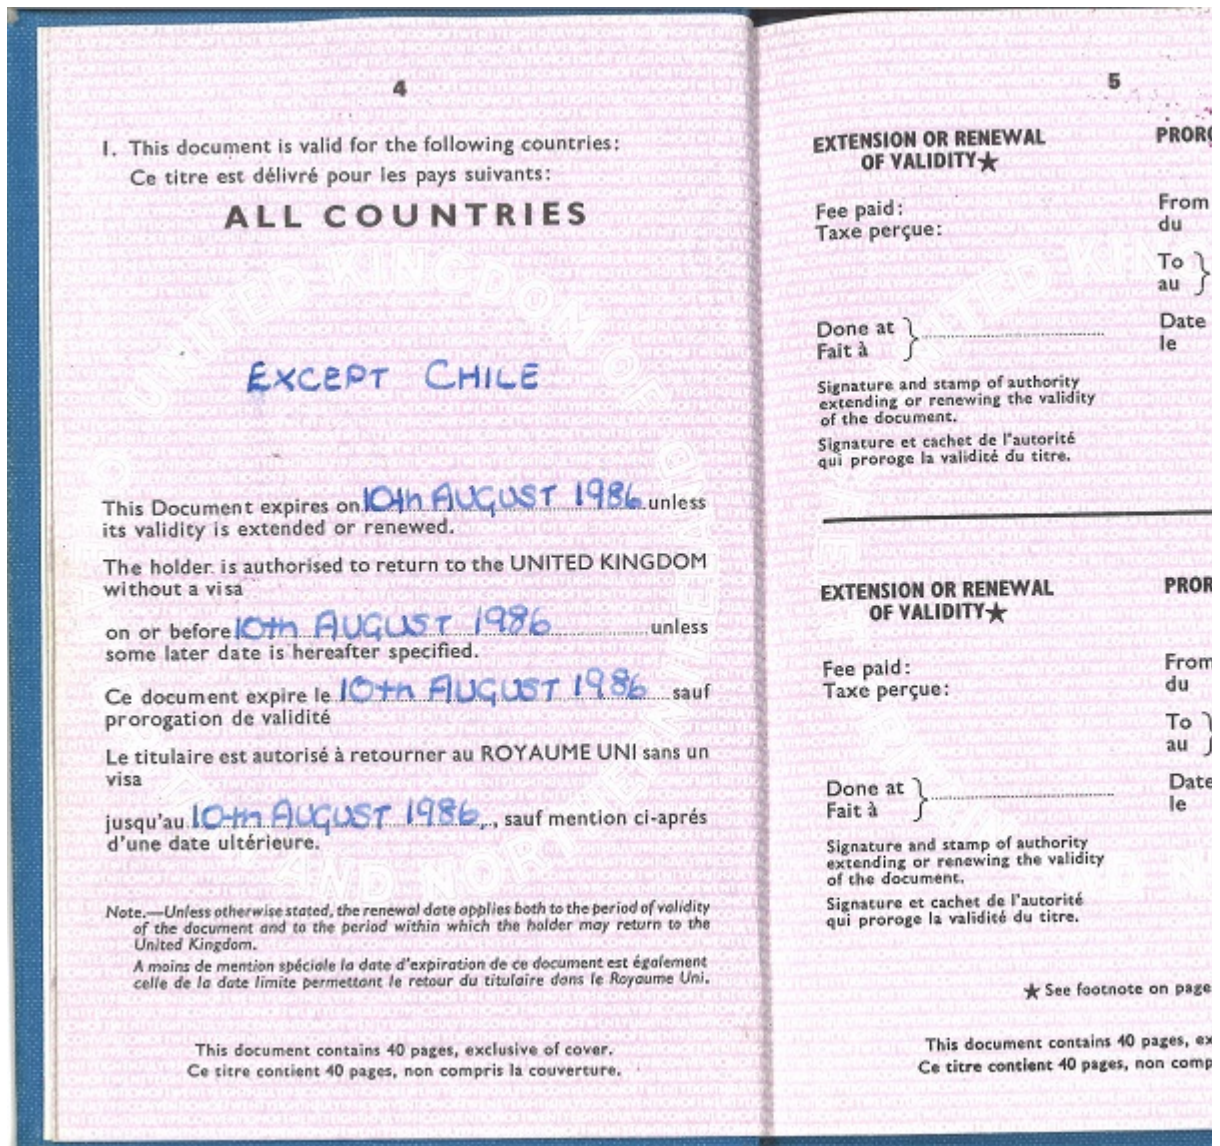 4
1. This document is valid for the following countries:
Ce titre est délivré pour les pays suivants:
ALL COUNTRIES
EXCEPT CHILE
This Document expires on 10th AUGUST 1986 unless
its validity is extended or renewed.
The holder is authorised to return to the UNITED KINGDOM
without a visa
on or before 10th AUGUST 1986 unless
some later date is hereafter specified.
Ce document expire le 10th AUGUST 1986 sauf
prorogation de validité
Le titulaire est autorisé à retourner au ROYAUME UNI sans un
visa
jusqu'au 10th AUGUST 1986, sauf mention ci-aprés
d'une date ultérieure.
Note.—Unless otherwise stated, the renewal date applies both to the period of validity
of the document and to the period within which the holder may return to the
United Kingdom.
A moins de mention spéciale la date d'expiration de ce document est également
celle de la date limite permettant le retour du titulaire dans le Royaume Uni.
This document contains 40 pages, exclusive of cover.
Ce titre contient 40 pages, non compris la couverture.
5
EXTENSION OR RENEWAL
OF VALIDITY★
PRORO
Fee paid:
Taxe perçue:
From
du
To
au
Done at
Fait à
Date
le
Signature and stamp of authority
extending or renewing the validity
of the document.
Signature et cachet de l'autorité
qui proroge la validité du titre.
EXTENSION OR RENEWAL
OF VALIDITY★
PROR
Fee paid:
Taxe perçue:
From
du
To
au
Done at
Fait à
Date
le
Signature and stamp of authority
extending or renewing the validity
of the document.
Signature et cachet de l'autorité
qui proroge la validité du titre.
★ See footnote on page
This document contains 40 pages, ex
Ce titre contient 40 pages, non comp